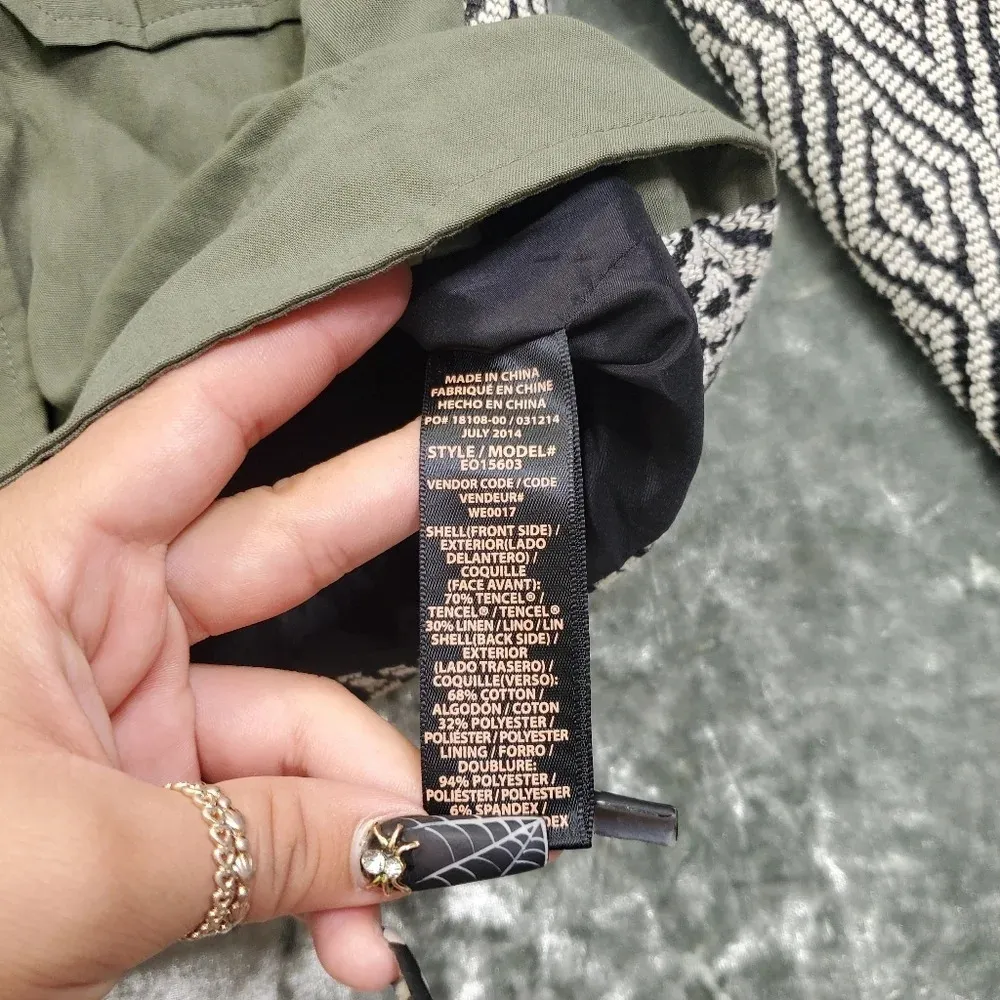 MADE IN CHINA
FABRIQUÉ EN CHINE
HECHO EN CHINA
PO# 18108-00 / 031214
JULY 2014
STYLE / MODEL#
EO15603
VENDOR CODE / CODE
VENDEUR#
WE0017
SHELL(FRONT SIDE) /
EXTERIOR(LADO
DELANTERO) /
COQUILLE
(FACE AVANT):
70% TENCEL® /
TENCEL® / TENCEL®
30% LINEN / LINO / LIN
SHELL(BACK SIDE) /
EXTERIOR
(LADO TRASERO) /
COQUILLE(VERSO):
68% COTTON /
ALGODÓN / COTON
32% POLYESTER /
POLIÉSTER / POLYESTER
LINING / FORRO /
DOUBLURE:
94% POLYESTER /
POLIÉSTER / POLYESTER
6% SPANDEX /